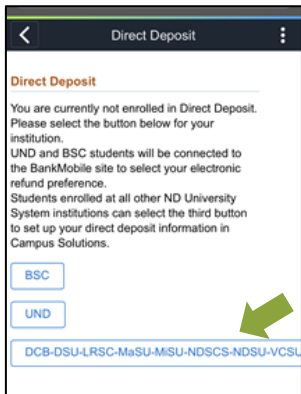 Direct Deposit
Direct Deposit
You are currently not enrolled in Direct Deposit.
Please select the button below for your
institution.
UND and BSC students will be connected to
the BankMobile site to select your electronic
refund preference.
Students enrolled at all other ND University
System institutions can select the third button
to set up your direct deposit information in
Campus Solutions.
BSC
UND
DCB-DSU-LRSC-MaSU-MiSU-NDSCS-NDSU-VCSU